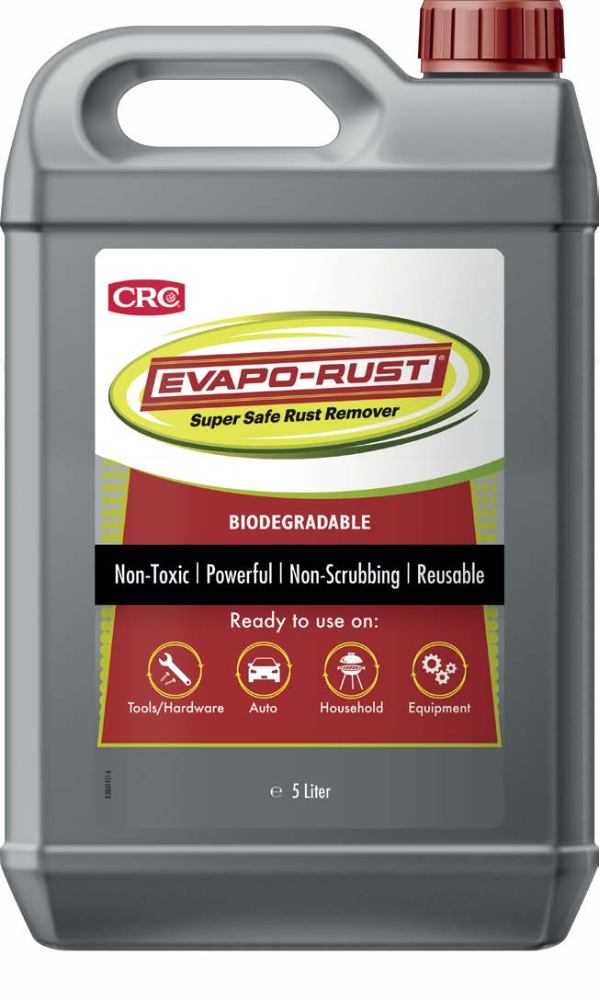 CRC
EVAPO-RUST®
Super Safe Rust Remover
BIODEGRADABLE
Non-Toxic | Powerful | Non-Scrubbing | Reusable
Ready to use on:
Tools/Hardware Auto Household Equipment
℮ 5 Liter